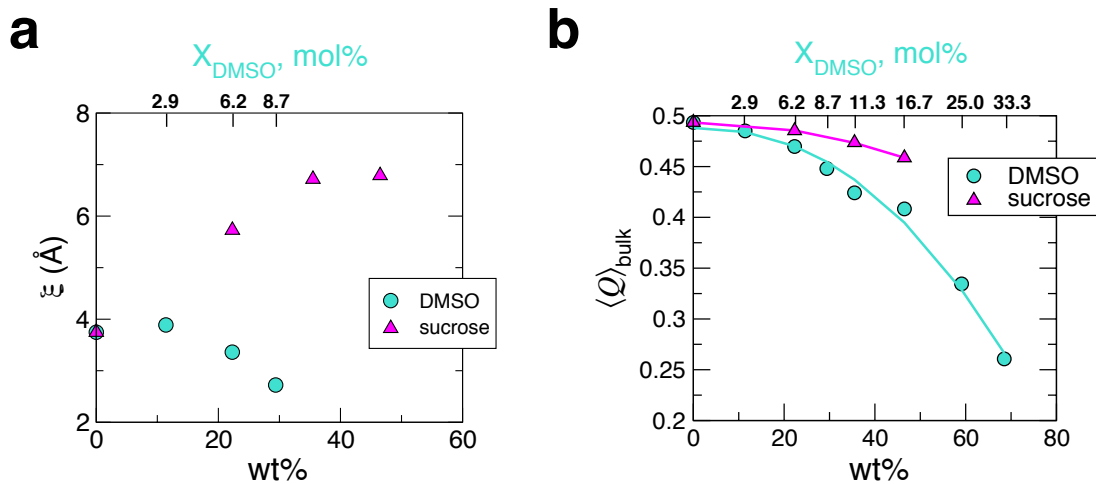 a
X_DMSO, mol%
2.9 6.2 8.7
8
6
4
2
ξ (Å)
DMSO
sucrose
0 20 40 60
wt%
b
X_DMSO, mol%
2.9 6.2 8.7 11.3 16.7 25.0 33.3
0.5
0.45
0.4
0.35
0.3
0.25
0.2
⟨Q⟩bulk
DMSO
sucrose
0 20 40 60 80
wt%